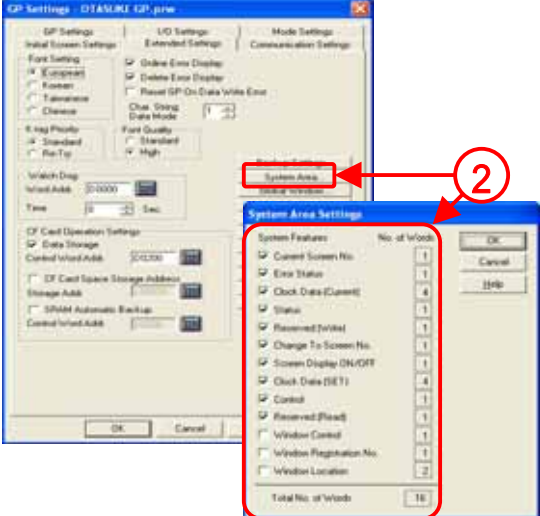 GP Settings - OTASUKE GP.prw
GP Settings
I/O Settings
Mode Settings
Initial Screen Settings
Extended Settings
Communication Settings
Font Setting
European
Korean
Taiwanese
Chinese
Online Error Display
Delete Error Display
Reset GP On Data Write Error
Char. String
Data Mode
1
K-tag Priority
Standard
Re-Try
Font Quality
Standard
High
Watch Dog
Word Addr.
D0000
Time
0
Sec.
System Area
Global Window
CF Card Operation Settings
Data Storage
Control Word Addr.
D0200
CF Card Space Storage Address
Storage Addr.
SRAM Automatic Backup
Control Word Addr.
OK
Cancel
2
System Area Settings
System Features
No. of Words
Current Screen No. 1
Error Status 1
Clock Data (Current) 4
Status 1
Reserved (Write) 1
Change To Screen No. 1
Screen Display ON/OFF 1
Clock Data (SET) 4
Control 1
Reserved (Read) 1
Window Control 1
Window Registration No. 1
Window Location 2
Total No. of Words 16
OK
Cancel
Help